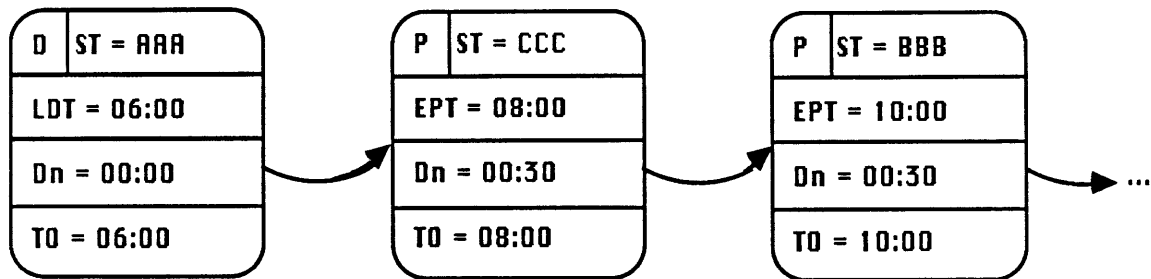 D ST = AAA
LDT = 06:00
Dn = 00:00
T0 = 06:00
P ST = CCC
EPT = 08:00
Dn = 00:30
T0 = 08:00
P ST = BBB
EPT = 10:00
Dn = 00:30
T0 = 10:00
...